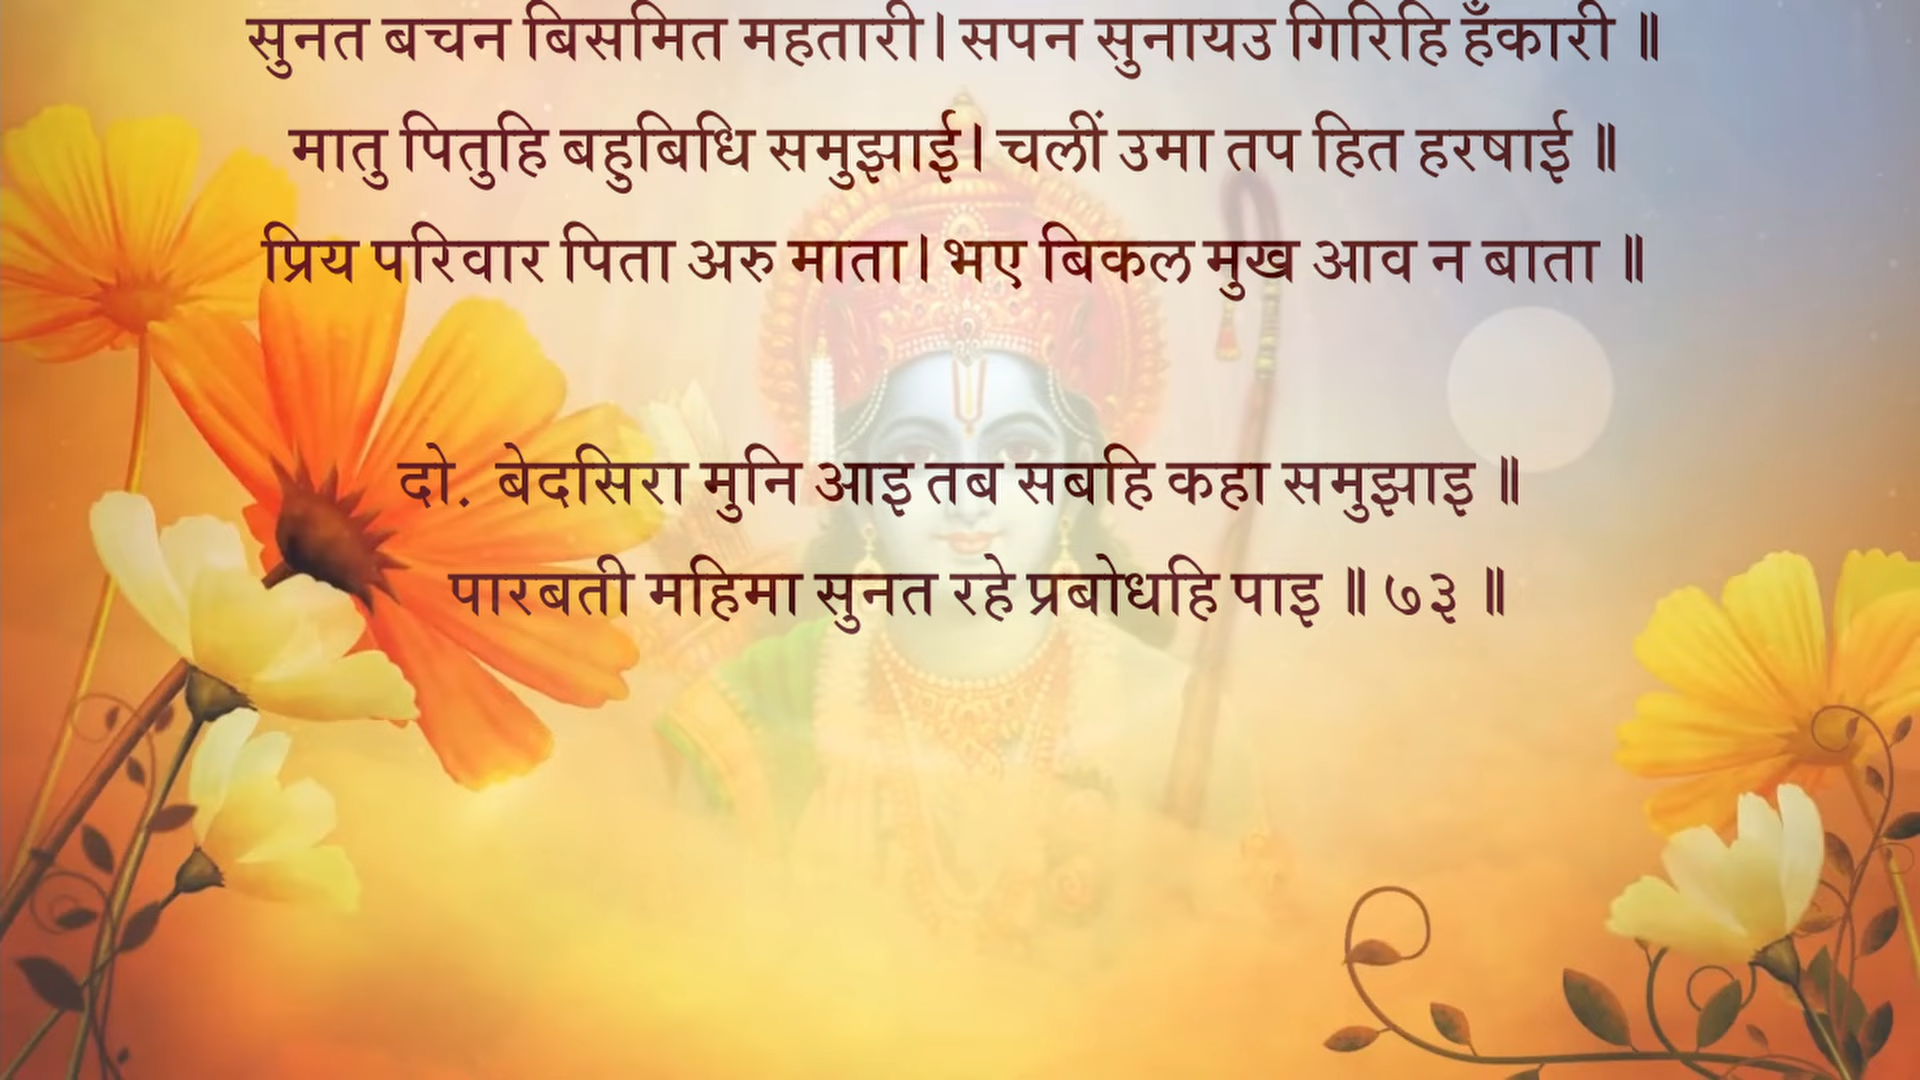 सुनत बचन बिसमित महतारी। सपन सुनायउ गिरिहि हँकारी ॥
मातु पितुहि बहुबिधि समुझाई। चलीं उमा तप हित हरषाई ॥
प्रिय परिवार पिता अरु माता। भए बिकल मुख आव न बाता ॥
दो. बेदसिरा मुनि आइ तब सबहि कहा समुझाइ ॥
पारबती महिमा सुनत रहे प्रबोधहि पाइ ॥ ७३ ॥